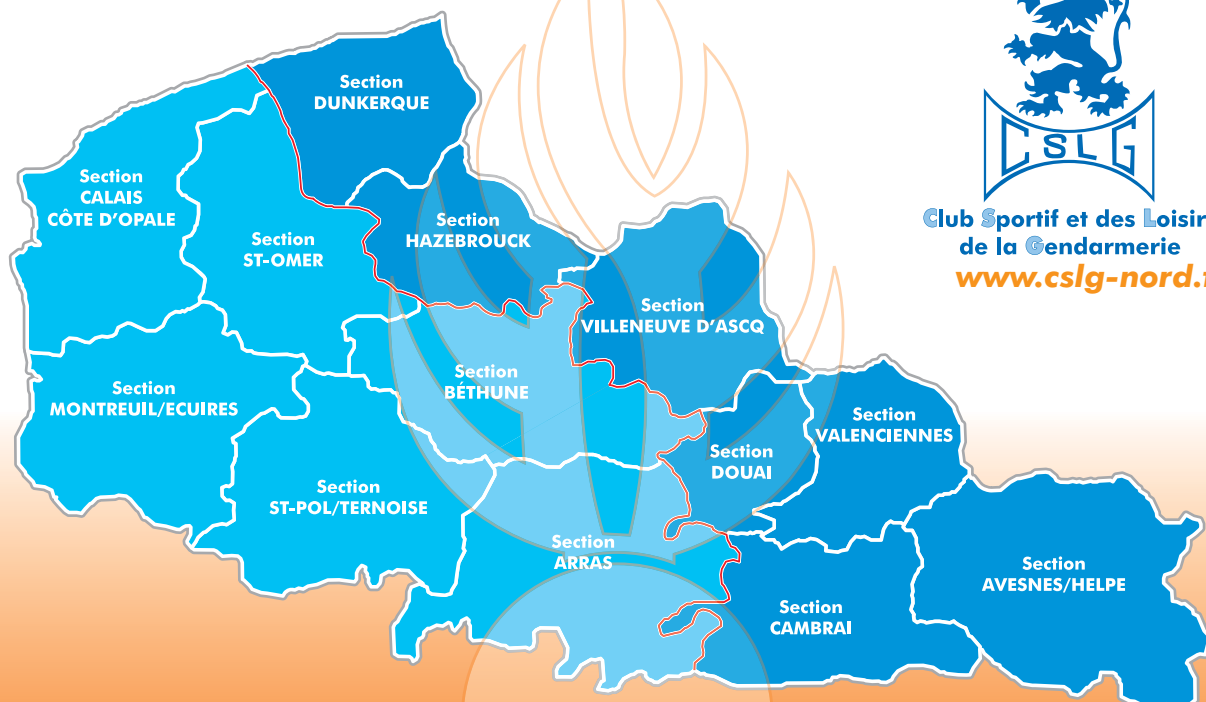 Section
DUNKERQUE
CSLG
Section
CALAIS
CÔTE D'OPALE
Section
ST-OMER
Section
HAZEBROUCK
Club Sportif et des Loisir
de la Gendarmerie
www.cslg-nord.f
Section
VILLENEUVE D'ASCQ
Section
MONTREUIL/ECUIRES
Section
BÉTHUNE
Section
VALENCIENNES
Section
DOUAI
Section
ST-POL/TERNOISE
Section
ARRAS
Section
AVESNES/HELPE
Section
CAMBRAI